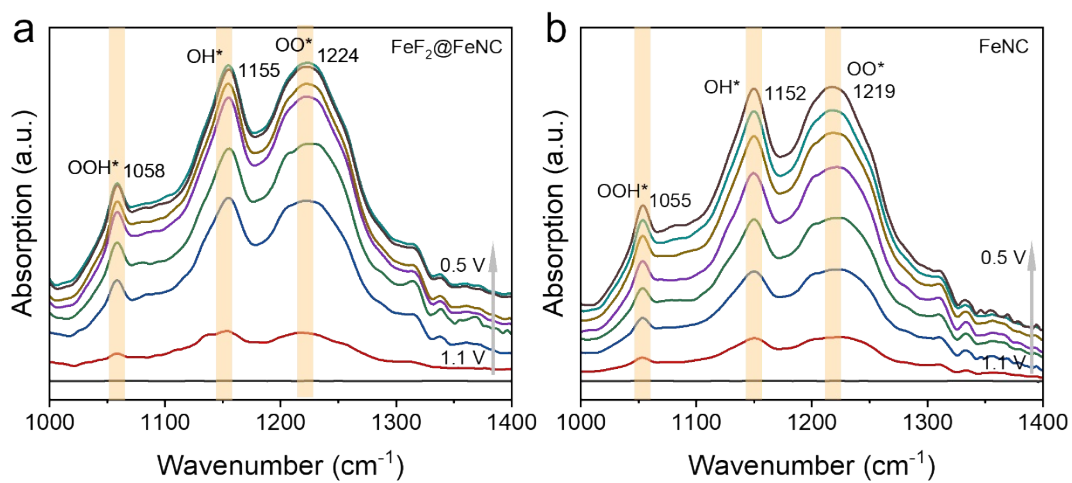 a
FeF₂@FeNC
OH*
1155
OO*
1224
OOH*
1058
0.5 V
1.1 V
Absorption (a.u.)
1000
1100
1200
1300
1400
Wavenumber (cm⁻¹)
b
FeNC
OH*
1152
OO*
1219
OOH*
1055
0.5 V
1.1 V
Absorption (a.u.)
1000
1100
1200
1300
1400
Wavenumber (cm⁻¹)